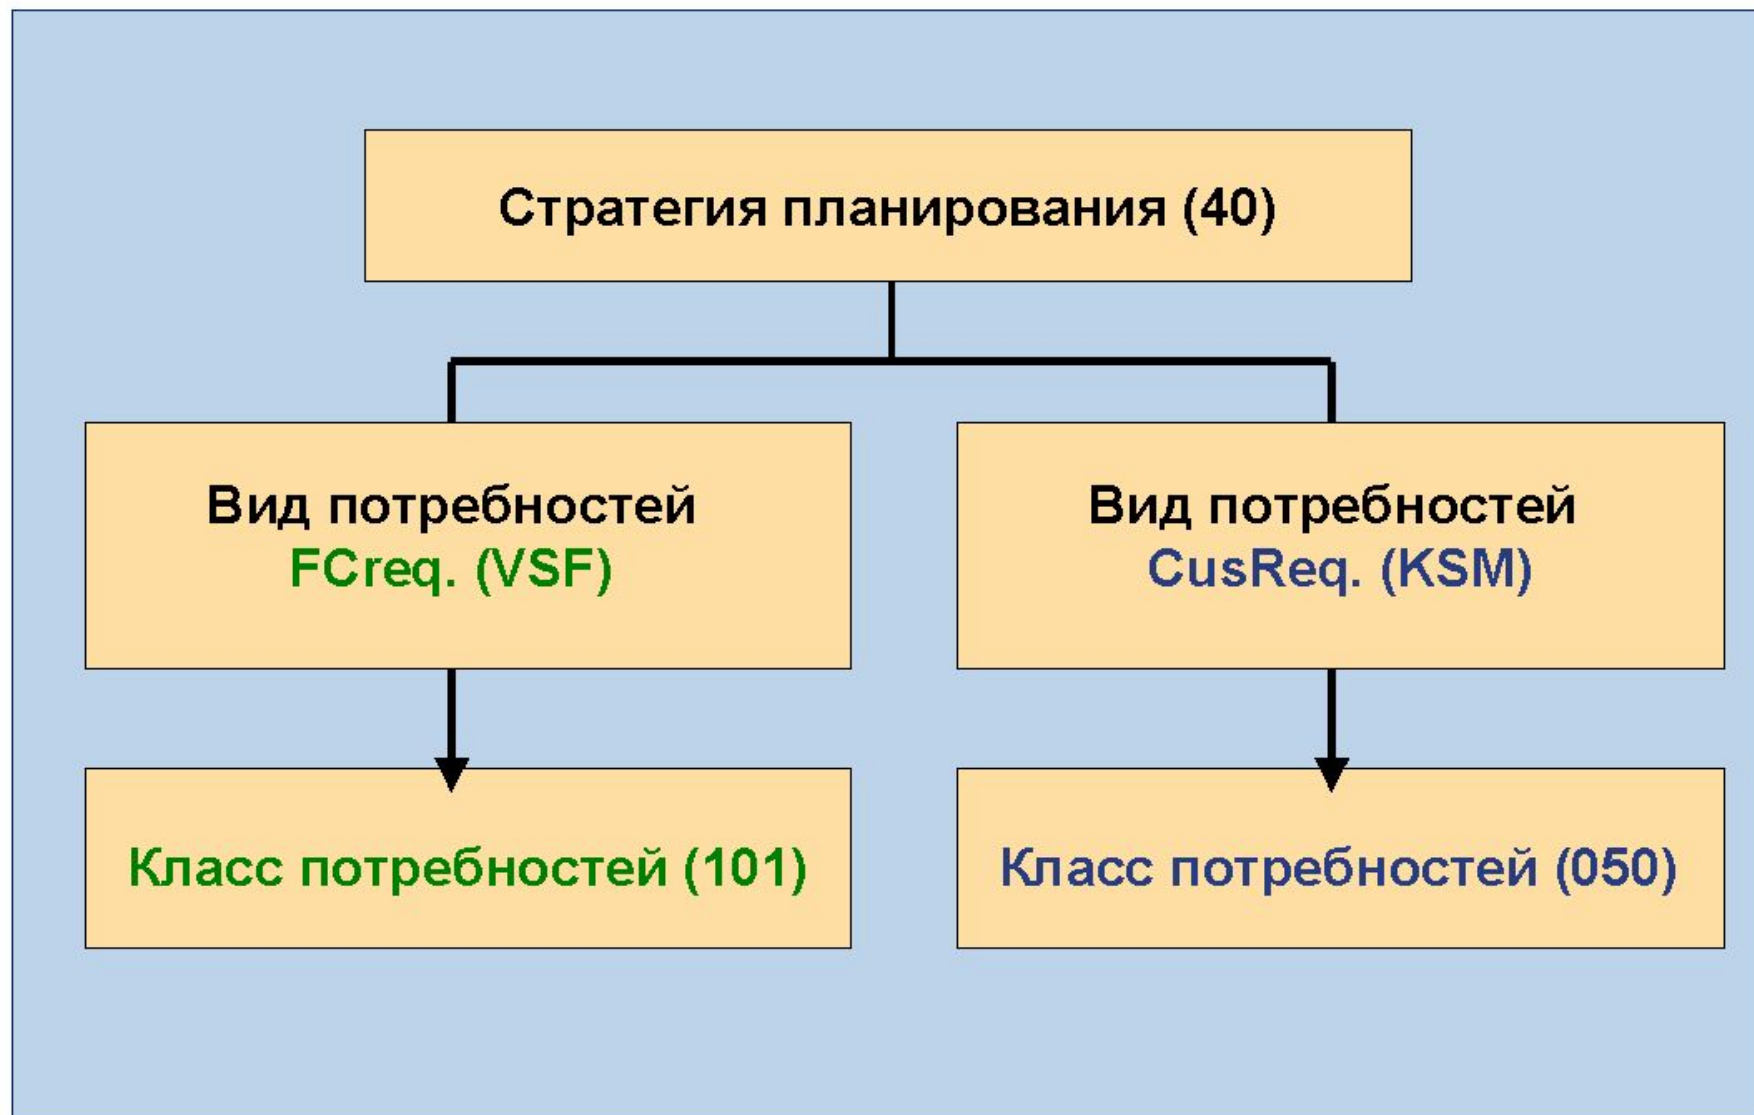 Стратегия планирования (40)
Вид потребностей
FCreq. (VSF)
Вид потребностей
CusReq. (KSM)
Класс потребностей (101)
Класс потребностей (050)